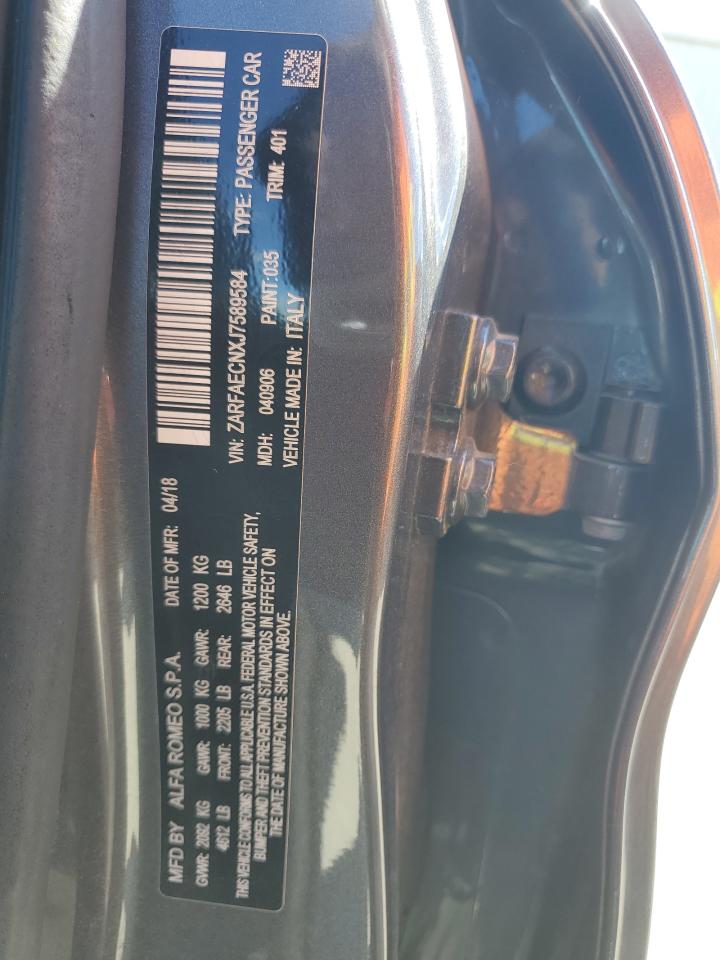 MFD BY ALFA ROMEO S.P.A. DATE OF MFR: 04/18
GVWR: 2092 KG GAWR: 1000 KG GAWR: 1200 KG
4612 LB FRONT: 2205 LB REAR: 2646 LB
THIS VEHICLE CONFORMS TO ALL APPLICABLE U.S.A. FEDERAL MOTOR VEHICLE SAFETY,
BUMPER AND THEFT PREVENTION STANDARDS IN EFFECT ON
THE DATE OF MANUFACTURE SHOWN ABOVE.
VIN: ZARFAECNXJ7589584 TYPE: PASSENGER CAR
MDH: 040906 PAINT:035 TRIM: 401
VEHICLE MADE IN: ITALY